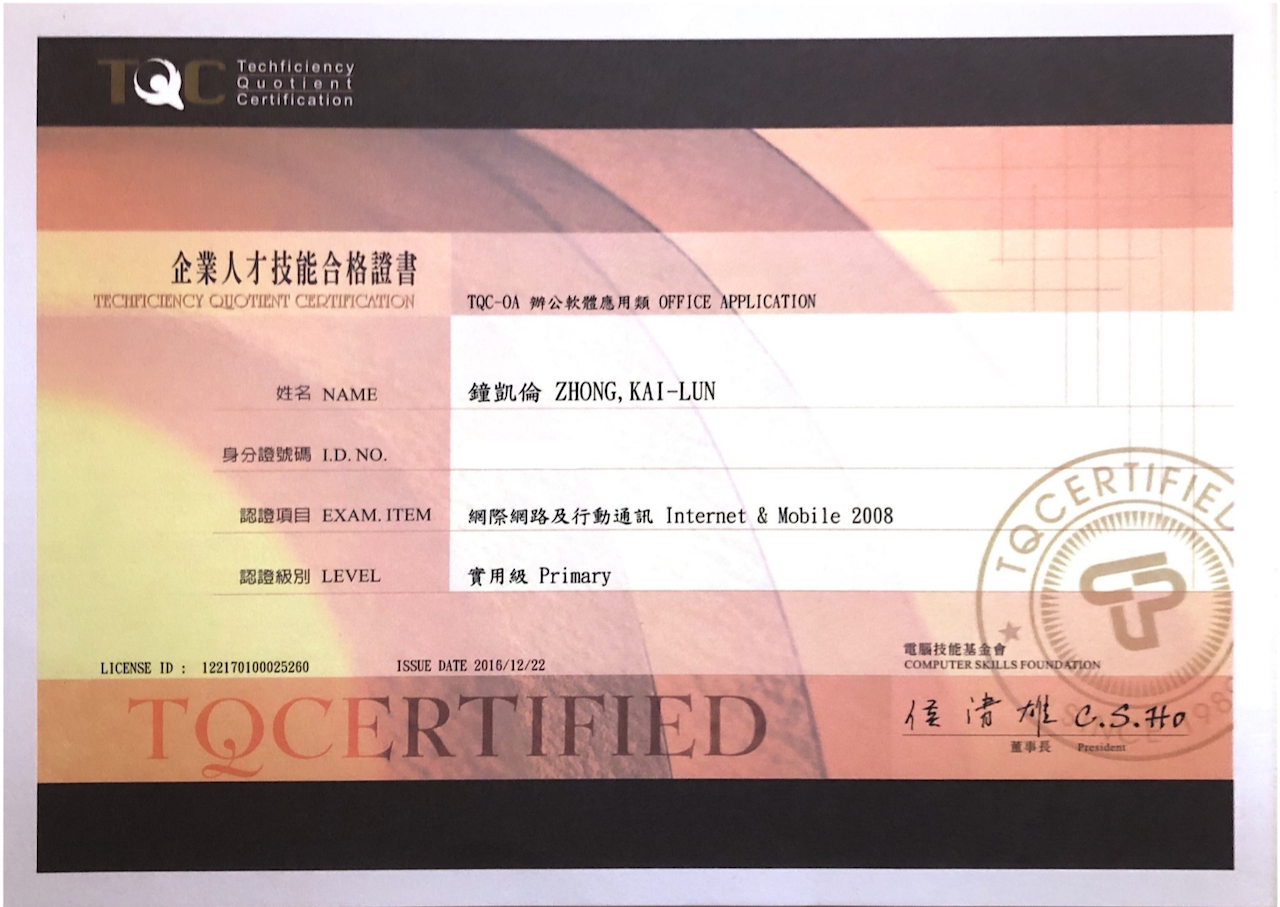 TQC Techficiency
Quotient
Certification
企業人才技能合格證書
TECHFICIENCY QUOTIENT CERTIFICATION
TQC-OA 辦公軟體應用類 OFFICE APPLICATION
姓名 NAME 鐘凱倫 ZHONG,KAI-LUN
身分證號碼 I.D. NO.
認證項目 EXAM. ITEM 網際網路及行動通訊 Internet & Mobile 2008
認證級別 LEVEL 實用級 Primary
TQCERTIFIED
電腦技能基金會
COMPUTER SKILLS FOUNDATION
LICENSE ID : 122170100025260 ISSUE DATE 2016/12/22
TQCERTIFIED
侯清雄 C.S.Ho
董事長 President
SINCE 198